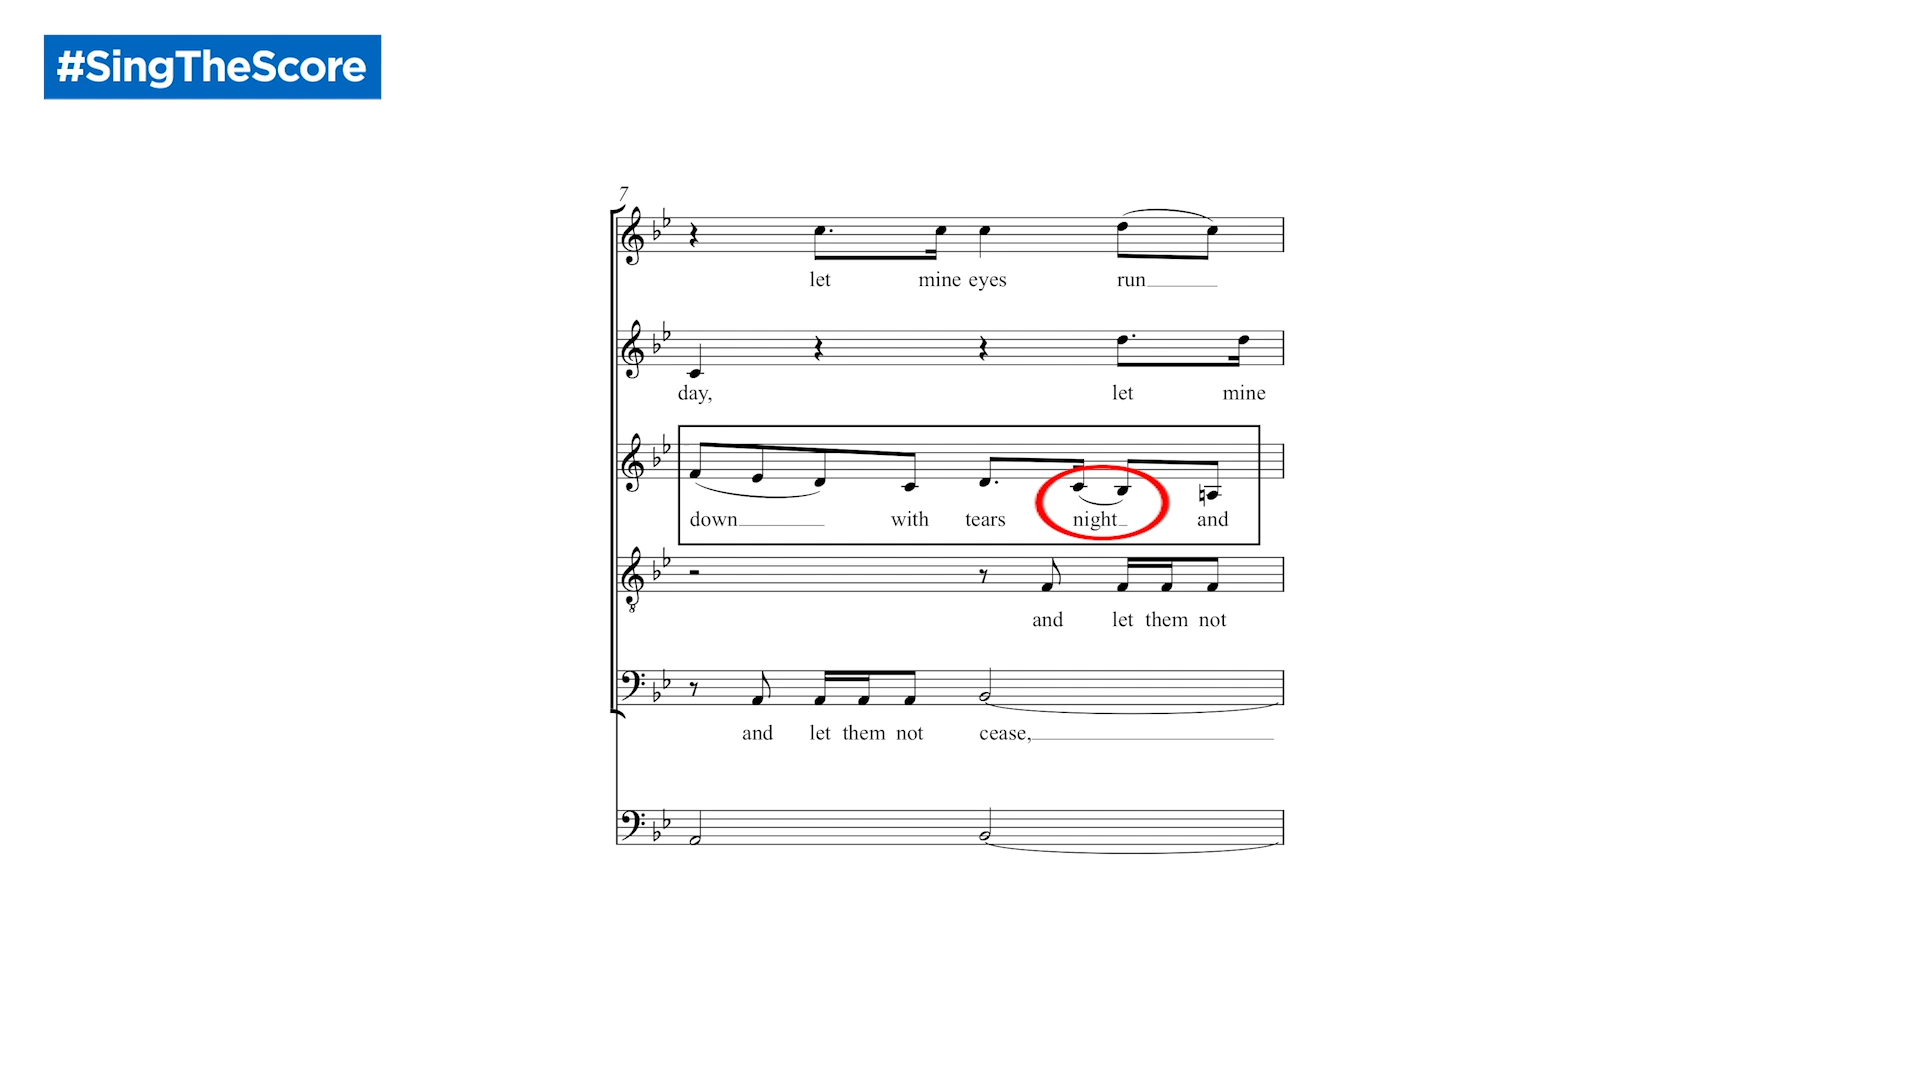 #SingTheScore
7
let mine eyes run
day, let mine
down with tears night and
8
and let them not
and let them not cease,